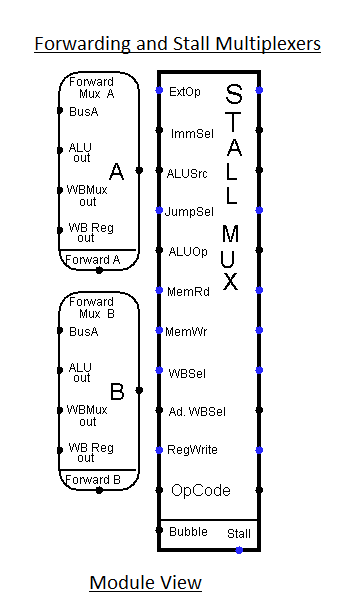 Forwarding and Stall Multiplexers
Forward
Mux A
BusA
ALU
out
WBMux
out
WB Reg
out
A
Forward A
Forward
Mux B
BusA
ALU
out
WBMux
out
WB Reg
out
B
Forward B
ExtOp
ImmSel
ALUSrc
JumpSel
ALUOp
MemRd
MemWr
WBSel
Ad. WBSel
RegWrite
OpCode
STALL MUX
Bubble
Stall
Module View